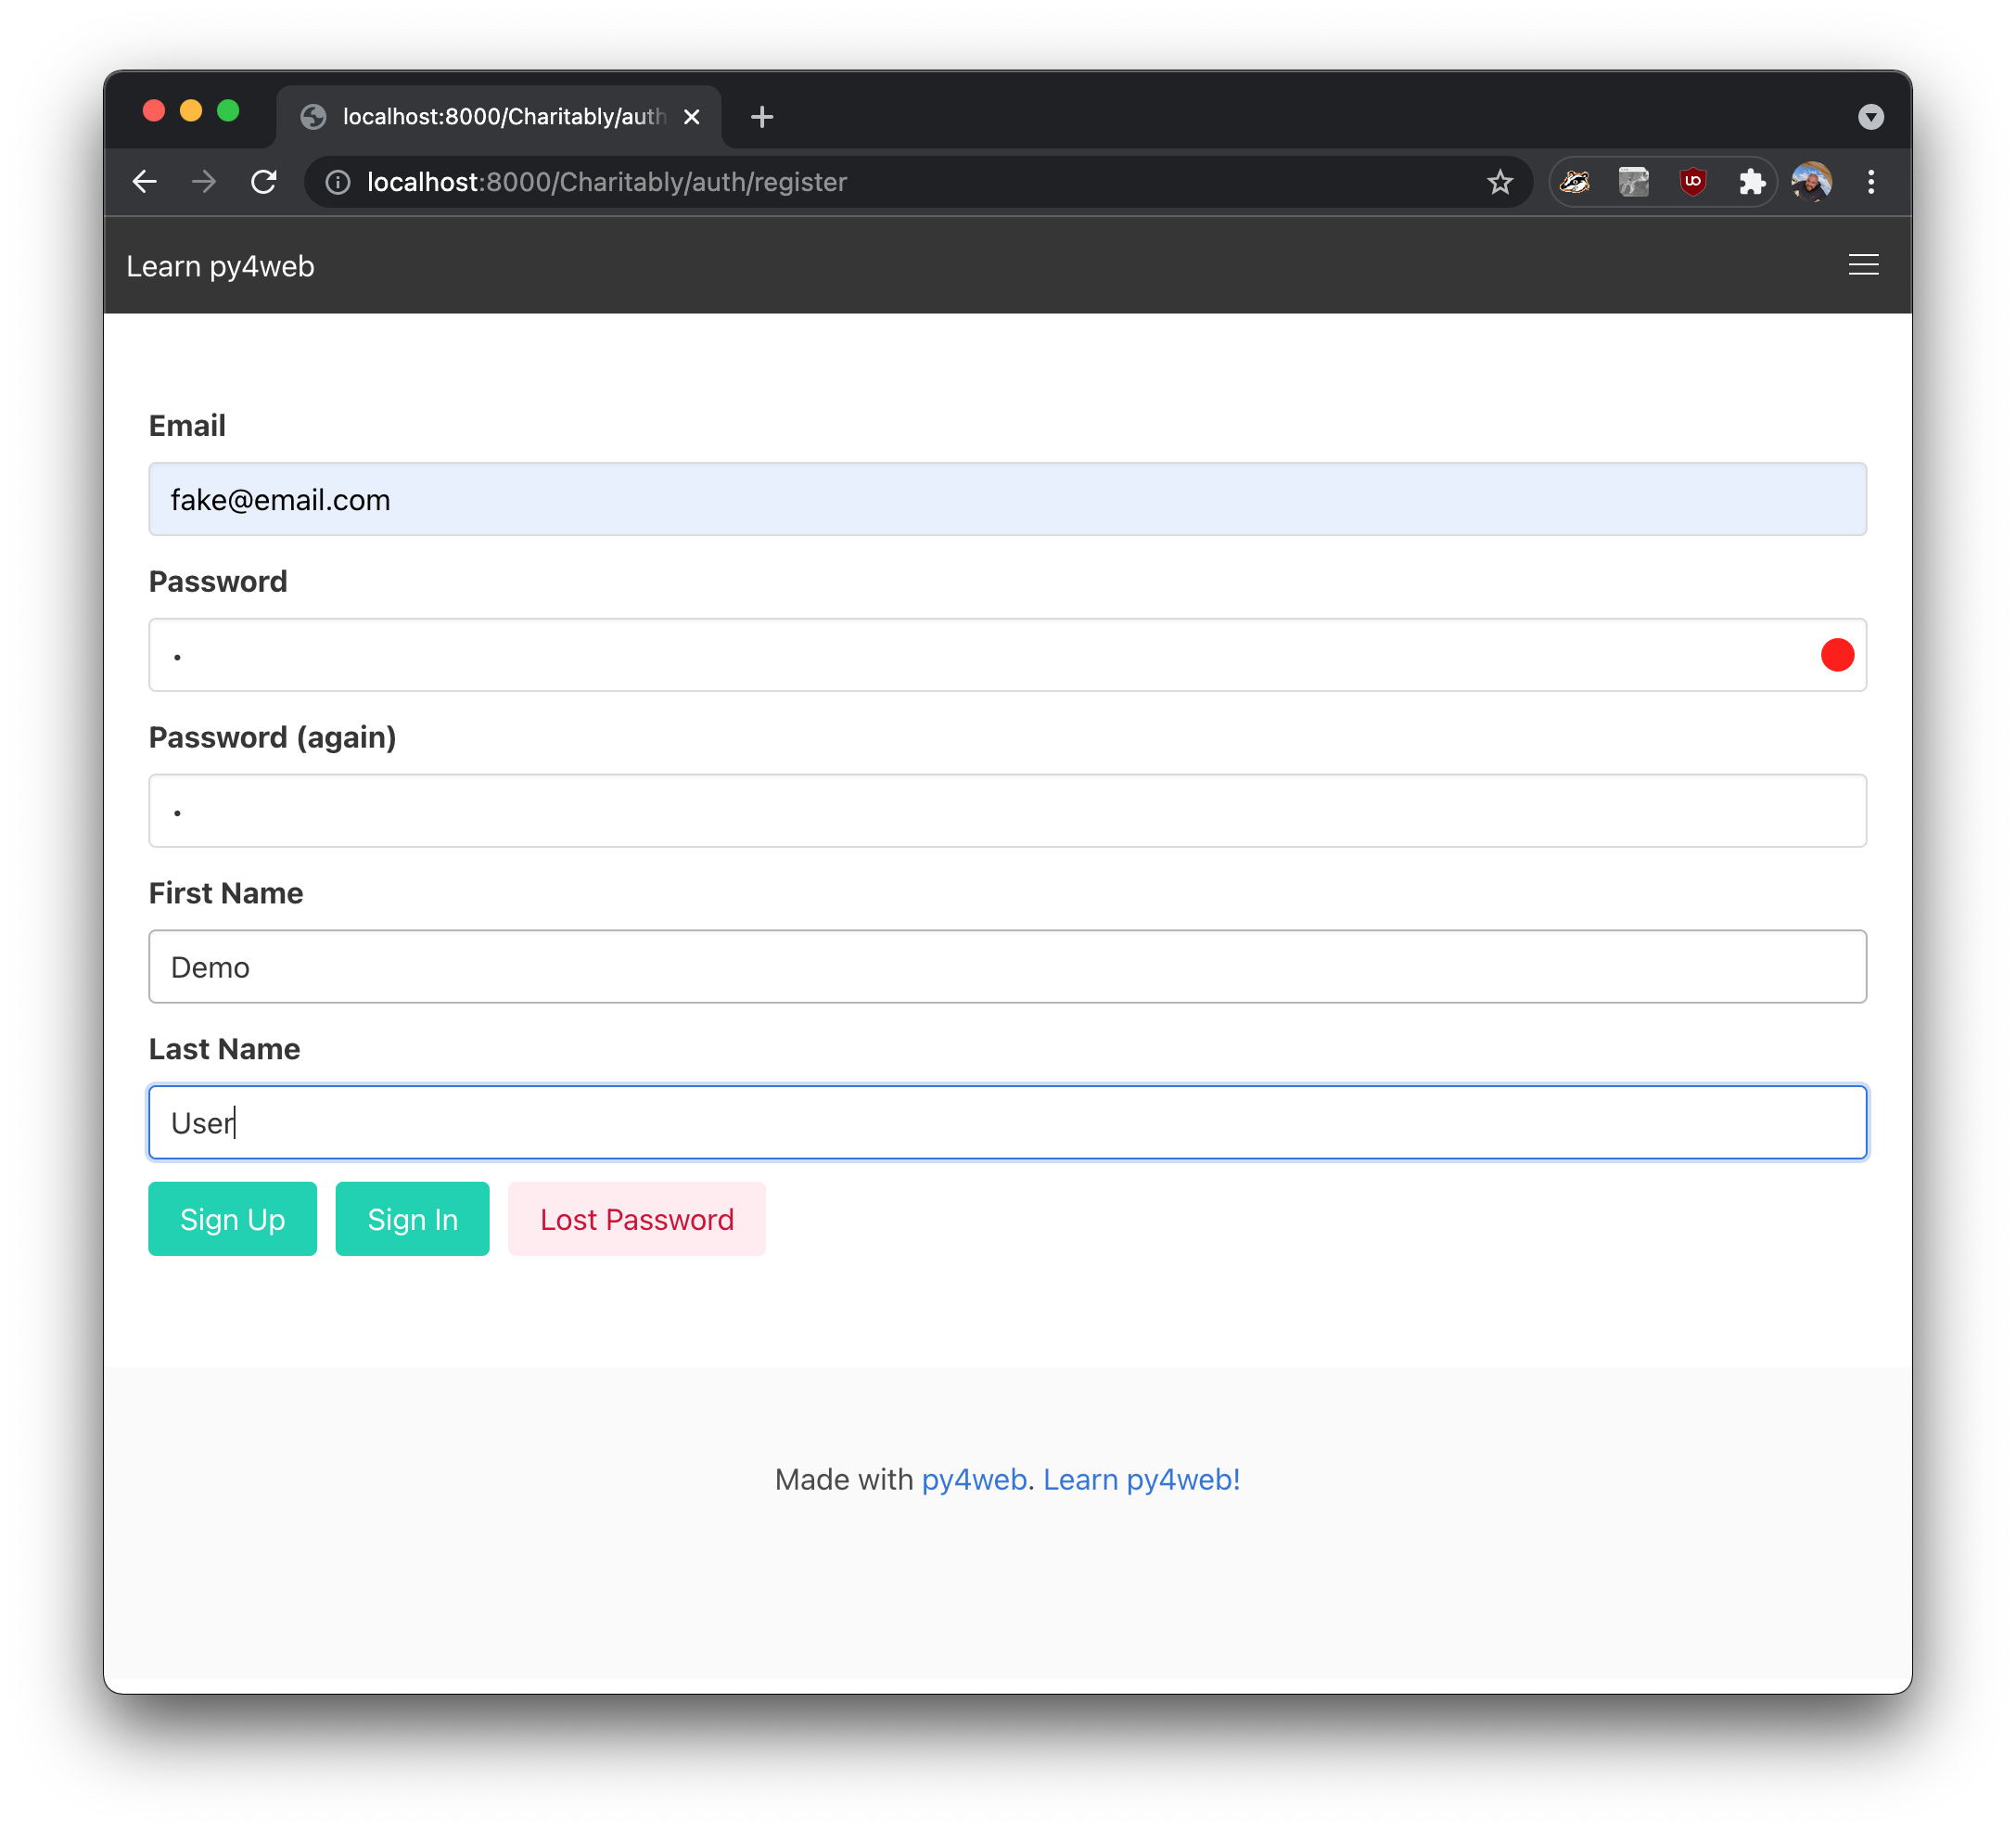 localhost:8000/Charitably/auth
localhost:8000/Charitably/auth/register
Learn py4web
Email
fake@email.com
Password
Password (again)
First Name
Demo
Last Name
User
Sign Up Sign In Lost Password
Made with py4web. Learn py4web!